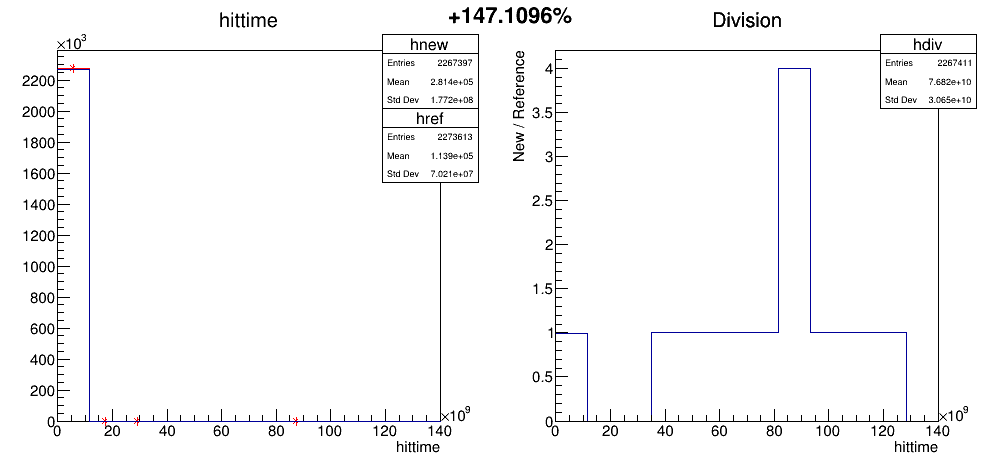 +147.1096%
hittime
×10³
hnew
Entries 2267397
Mean 2.814e+05
Std Dev 1.772e+08
href
Entries 2273613
Mean 1.139e+05
Std Dev 7.021e+07
2200
2000
1800
1600
1400
1200
1000
800
600
400
200
0
0 20 40 60 80 100 120 140
×10⁹
hittime
Division
hdiv
Entries 2267411
Mean 7.682e+10
Std Dev 3.065e+10
New / Reference
4
3.5
3
2.5
2
1.5
1
0.5
0
0 20 40 60 80 100 120 140
×10⁹
hittime